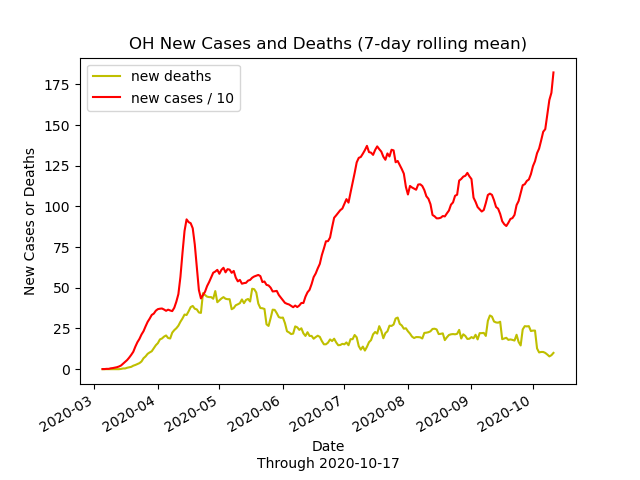 OH New Cases and Deaths (7-day rolling mean)
new deaths
new cases / 10
175
150
125
100
75
50
25
0
New Cases or Deaths
2020-03
2020-04
2020-05
2020-06
2020-07
2020-08
2020-09
2020-10
Date
Through 2020-10-17